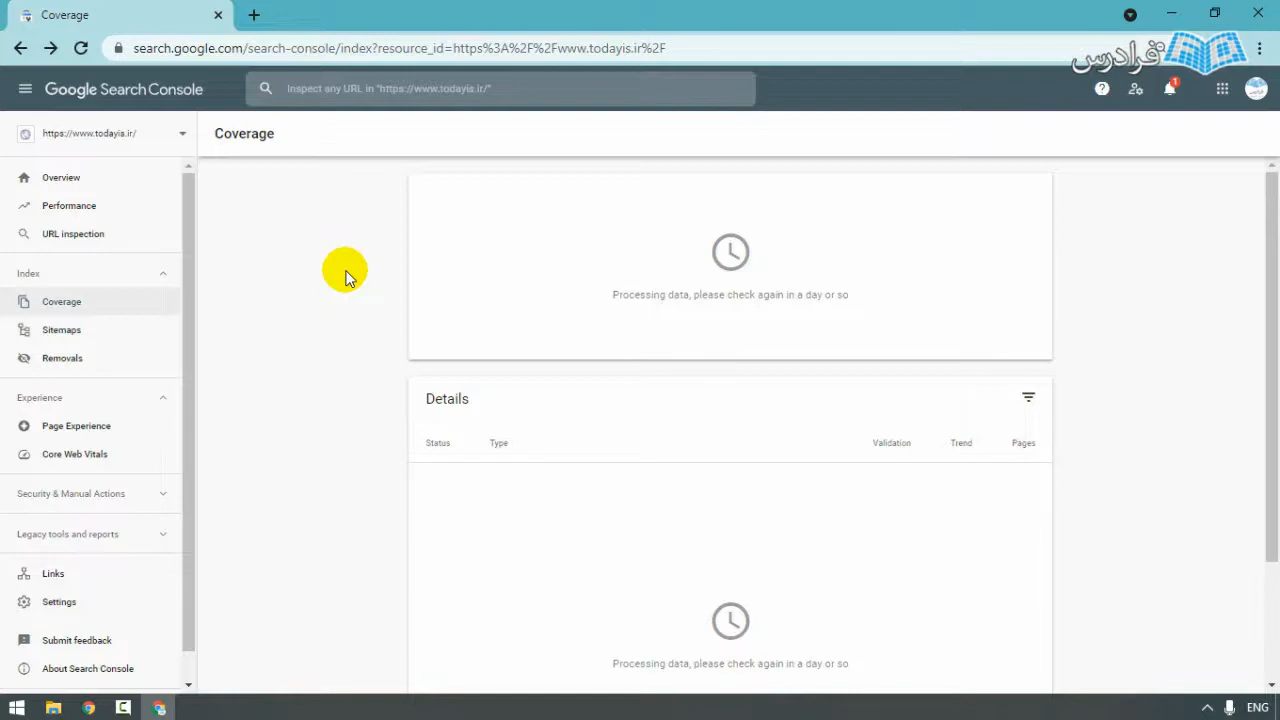 Coverage
search.google.com/search-console/index?resource_id=https%3A%2F%2Fwww.todayis.ir%2F
فرادرس
Google Search Console
Inspect any URL in "https://www.todayis.ir/"
1
https://www.todayis.ir/
Coverage
Overview
Performance
URL inspection
Index
Coverage
Sitemaps
Removals
Experience
Page Experience
Core Web Vitals
Security & Manual Actions
Legacy tools and reports
Links
Settings
Submit feedback
About Search Console
Processing data, please check again in a day or so
Details
Status Type Validation Trend Pages
Processing data, please check again in a day or so
ENG